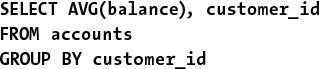 SELECT AVG(balance), customer_id
FROM accounts
GROUP BY customer_id